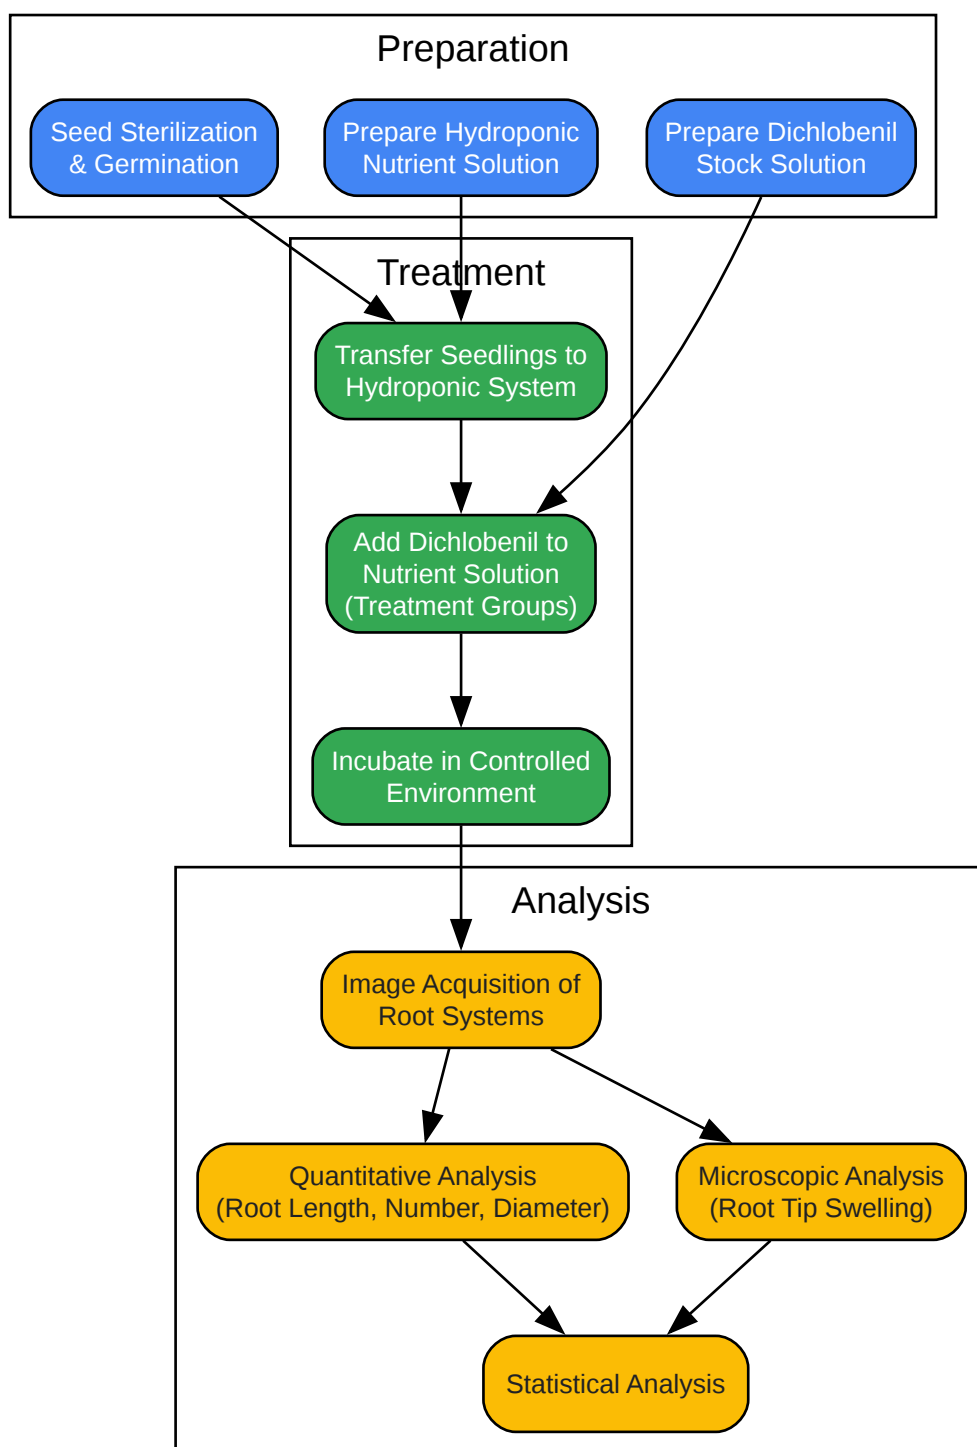 Preparation
Seed Sterilization
& Germination
Prepare Hydroponic
Nutrient Solution
Prepare Dichlobenil
Stock Solution
Treatment
Transfer Seedlings to
Hydroponic System
Add Dichlobenil to
Nutrient Solution
(Treatment Groups)
Incubate in Controlled
Environment
Analysis
Image Acquisition of
Root Systems
Quantitative Analysis
(Root Length, Number, Diameter)
Microscopic Analysis
(Root Tip Swelling)
Statistical Analysis